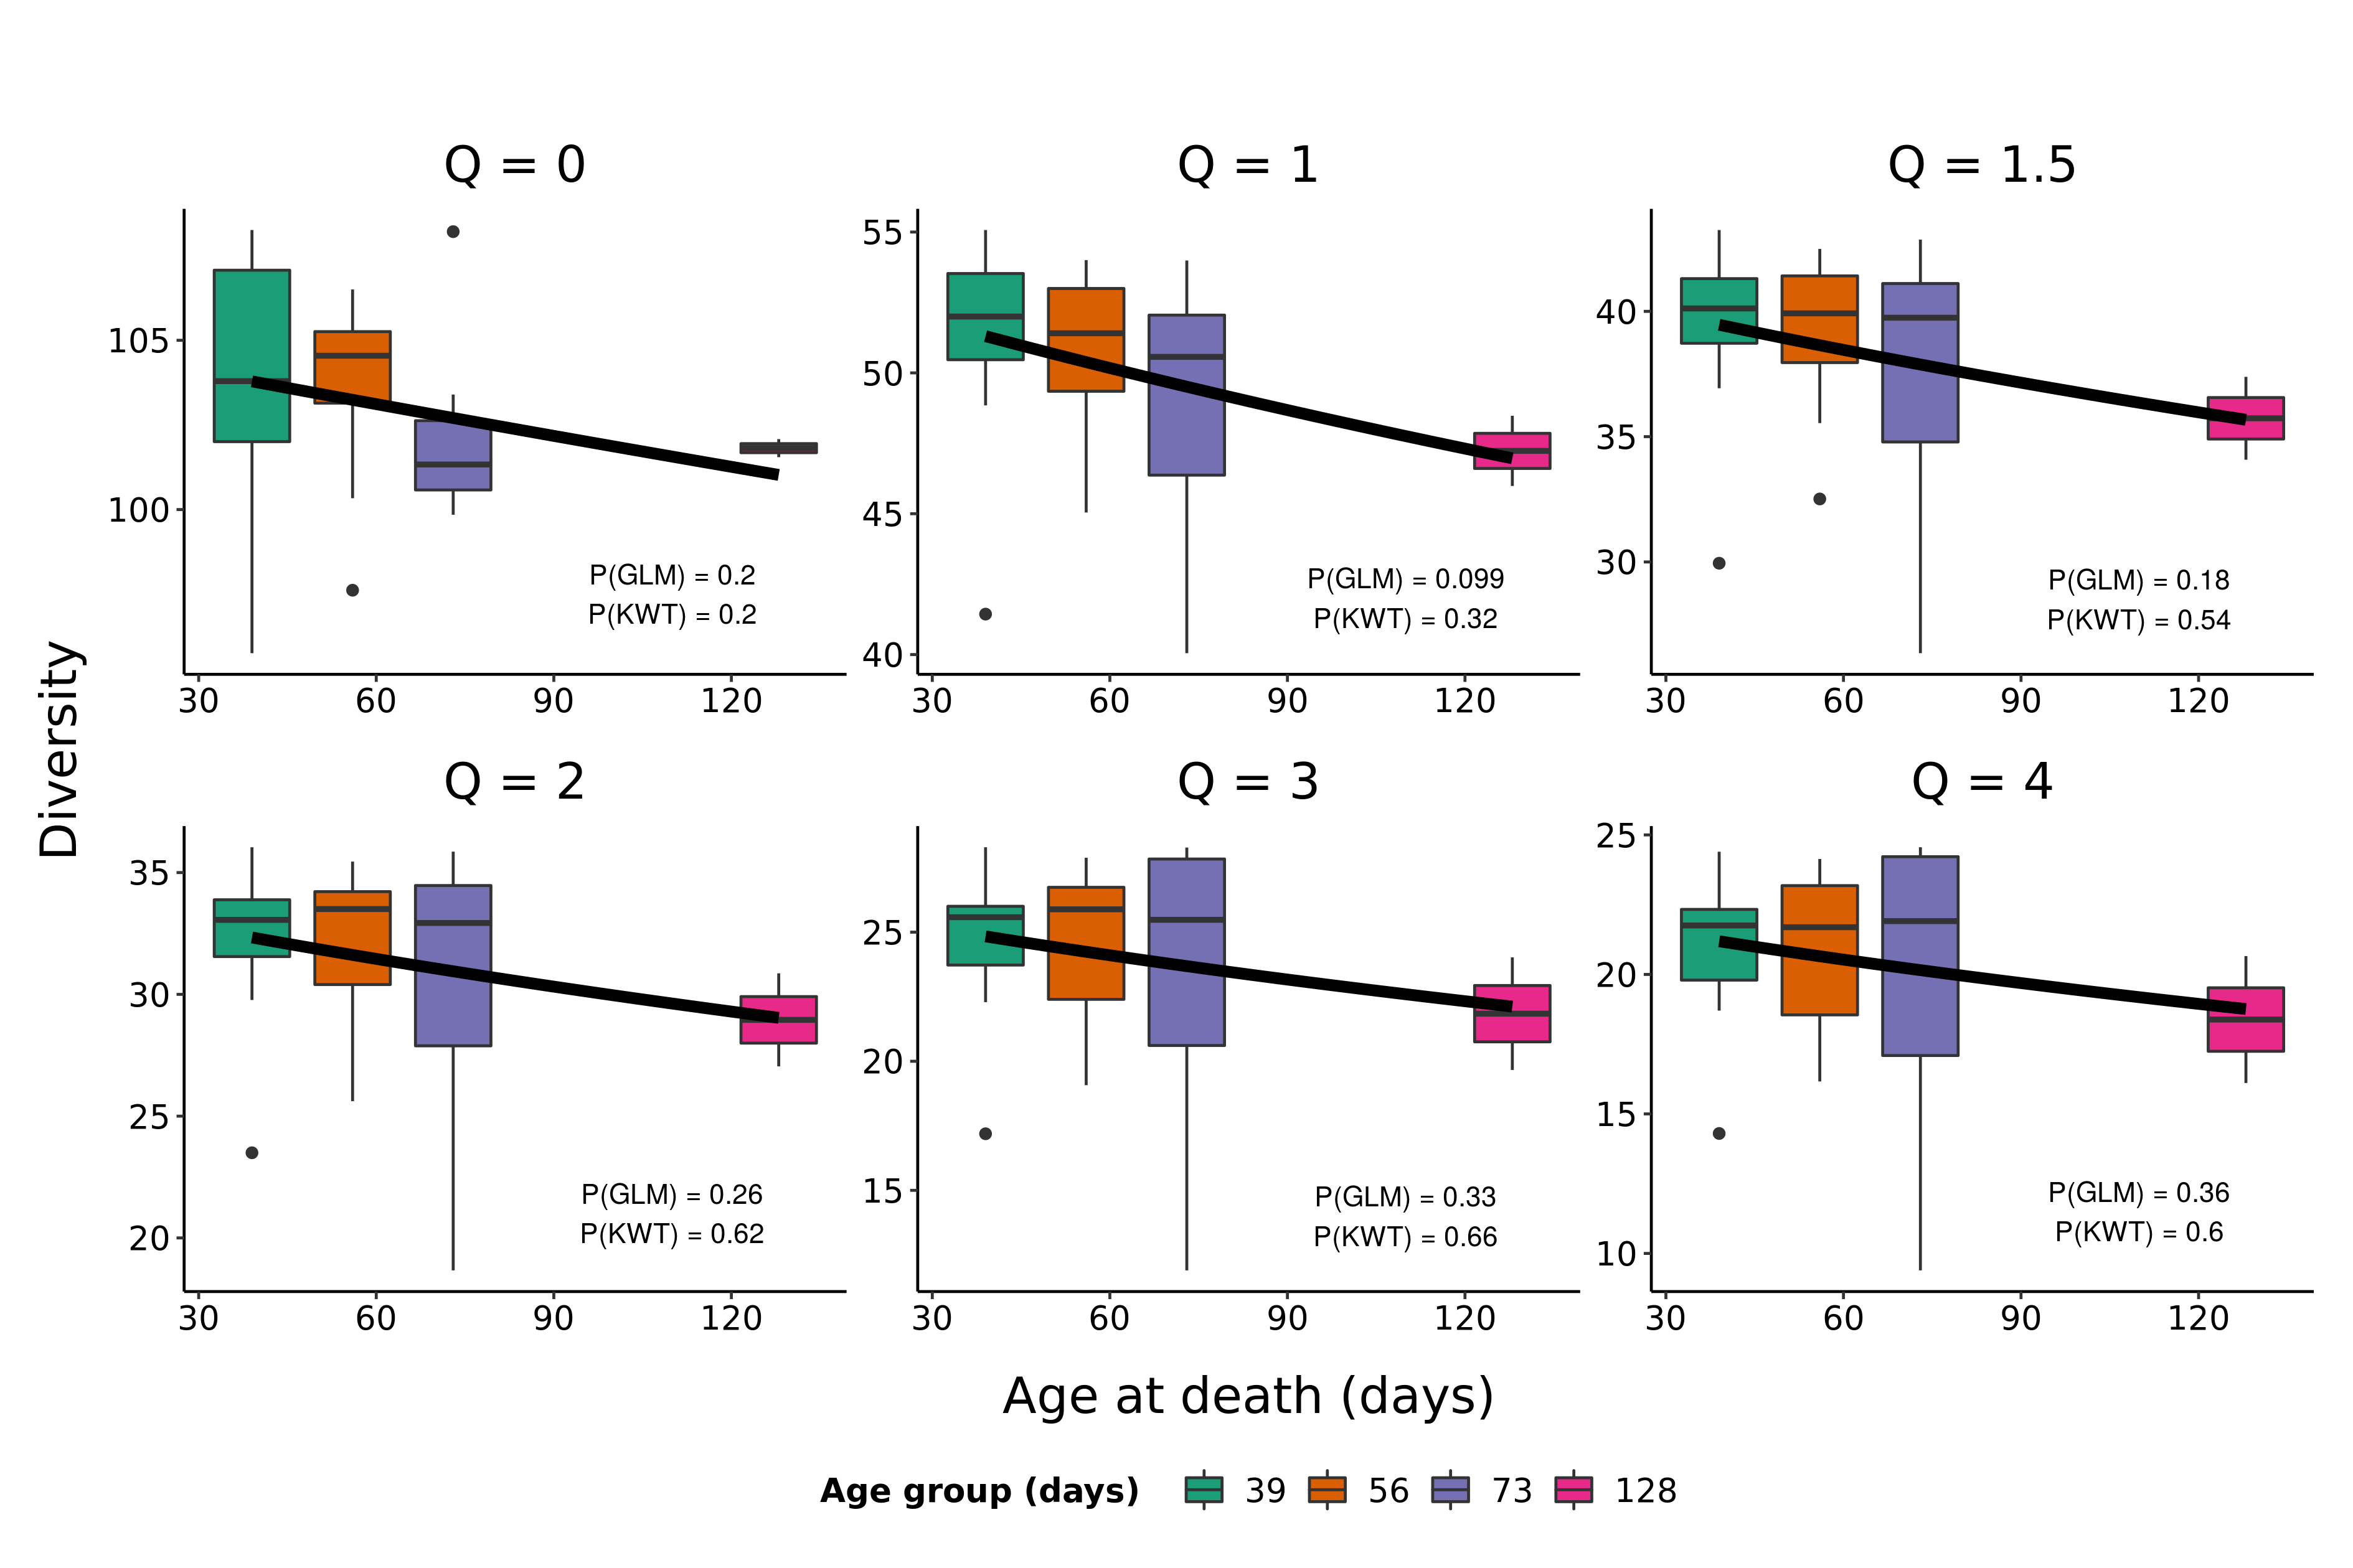 Q = 0
Q = 1
Q = 1.5
105
100
P(GLM) = 0.2
P(KWT) = 0.2
30 60 90 120
55
50
45
40
P(GLM) = 0.099
P(KWT) = 0.32
30 60 90 120
40
35
30
P(GLM) = 0.18
P(KWT) = 0.54
30 60 90 120
Diversity
Q = 2
Q = 3
Q = 4
35
30
25
20
P(GLM) = 0.26
P(KWT) = 0.62
30 60 90 120
25
20
15
P(GLM) = 0.33
P(KWT) = 0.66
30 60 90 120
25
20
15
10
P(GLM) = 0.36
P(KWT) = 0.6
30 60 90 120
Age at death (days)
Age group (days) 39 56 73 128